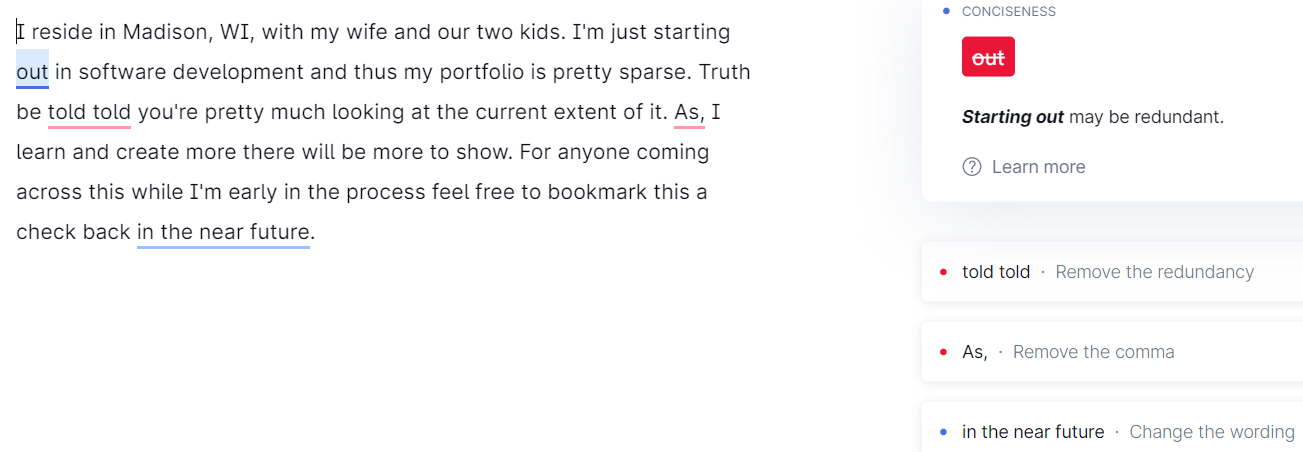 I reside in Madison, WI, with my wife and our two kids. I'm just starting
out in software development and thus my portfolio is pretty sparse. Truth
be told told you're pretty much looking at the current extent of it. As, I
learn and create more there will be more to show. For anyone coming
across this while I'm early in the process feel free to bookmark this a
check back in the near future.
CONCISENESS
out
Starting out may be redundant.
Learn more
told told · Remove the redundancy
As, · Remove the comma
in the near future · Change the wording